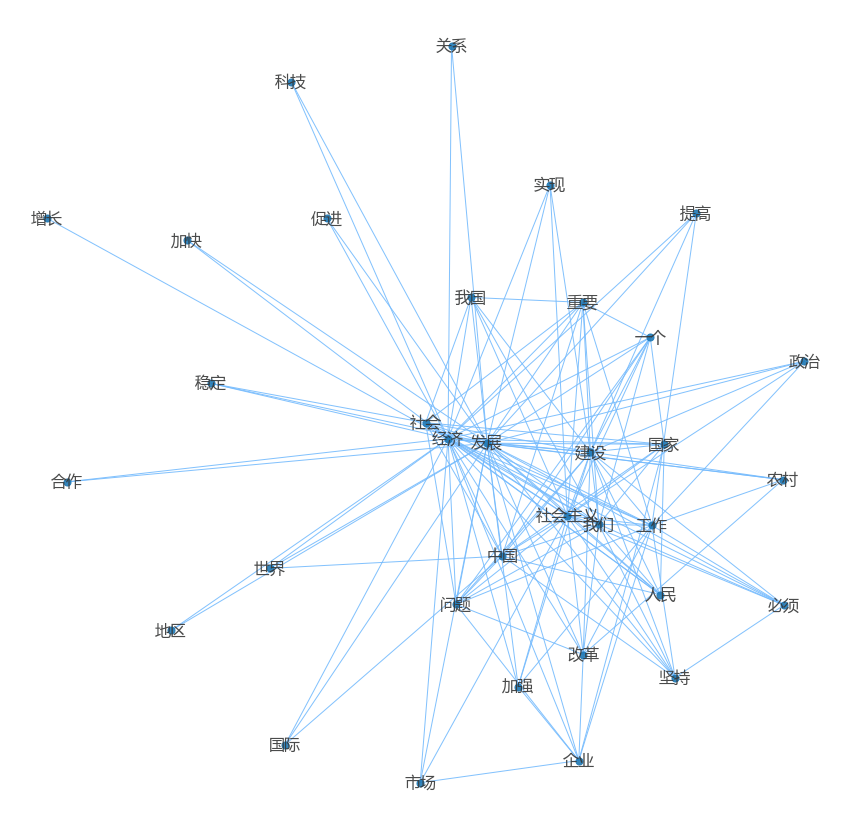 关系
科技
实现
提高
增长
促进
加快
我国
重要
一个
政治
稳定
社会
经济
发展
国家
建设
农村
合作
社会主义
我们
工作
中国
世界
人民
问题
必须
地区
改革
坚持
加强
国际
企业
市场